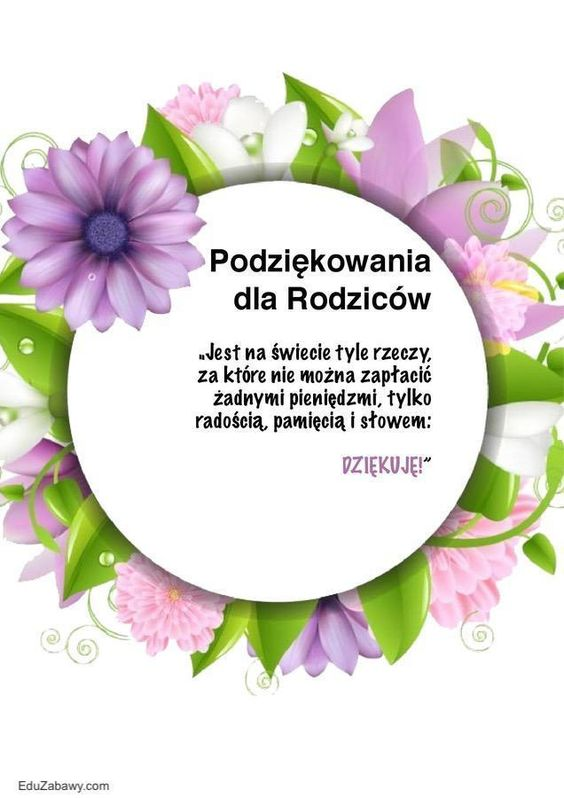 Podziękowania
dla Rodziców
„Jest na świecie tyle rzeczy,
za które nie można zapłacić
żadnymi pieniędzmi, tylko
radością, pamięcią i słowem:
DZIĘKUJĘ!”
EduZabawy.com